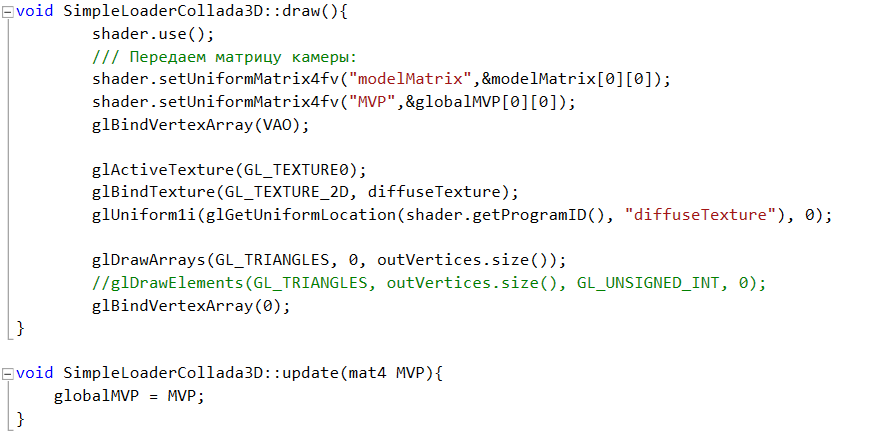 void SimpleLoaderCollada3D::draw(){
shader.use();
/// Передаем матрицу камеры:
shader.setUniformMatrix4fv("modelMatrix",&modelMatrix[0][0]);
shader.setUniformMatrix4fv("MVP",&globalMVP[0][0]);
glBindVertexArray(VAO);
glActiveTexture(GL_TEXTURE0);
glBindTexture(GL_TEXTURE_2D, diffuseTexture);
glUniform1i(glGetUniformLocation(shader.getProgramID(), "diffuseTexture"), 0);
glDrawArrays(GL_TRIANGLES, 0, outVertices.size());
//glDrawElements(GL_TRIANGLES, outVertices.size(), GL_UNSIGNED_INT, 0);
glBindVertexArray(0);
}
void SimpleLoaderCollada3D::update(mat4 MVP){
globalMVP = MVP;
}